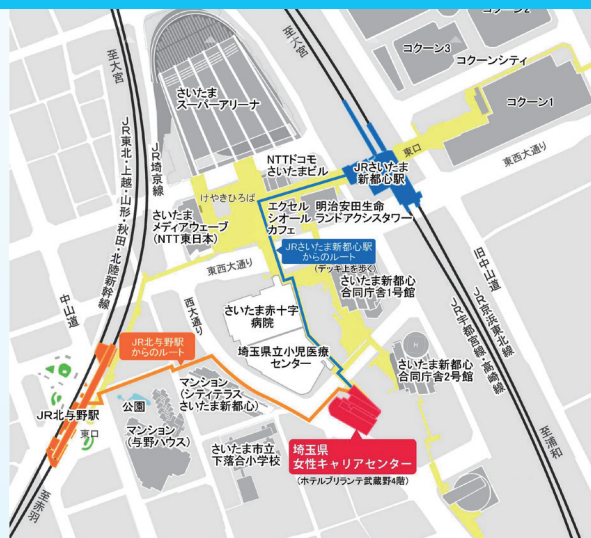 コクーン2
至大宮
至大宮
コクーン3
コクーンシティ
コクーン1
さいたま
スーパーアリーナ
JR東北・上越・山形・秋田・北陸新幹線
JR埼京線
東口
東西大通り
NTTドコモ
さいたまビル
JRさいたま
新都心駅
けやきひろば
さいたま
メディアウェーブ
(NTT東日本)
エクセル
シオール
カフェ
明治安田生命
ランドアクシスタワー
JRさいたま新都心駅
からのルート
(デッキ上を歩く)
東西大通り
さいたま新都心
合同庁舎1号館
旧中山道
中山道
西大通り
さいたま赤十字
病院
JR京浜東北線
JR宇都宮線・高崎線
JR北与野駅
からのルート
埼玉県立小児医療
センター
さいたま新都心
合同庁舎2号館
JR北与野駅
東口
公園
マンション
(シティテラス
さいたま新都心)
マンション
(与野ハウス)
さいたま市立
下落合小学校
埼玉県
女性キャリアセンター
(ホテルブリランテ武蔵野4階)
至浦和
至赤羽